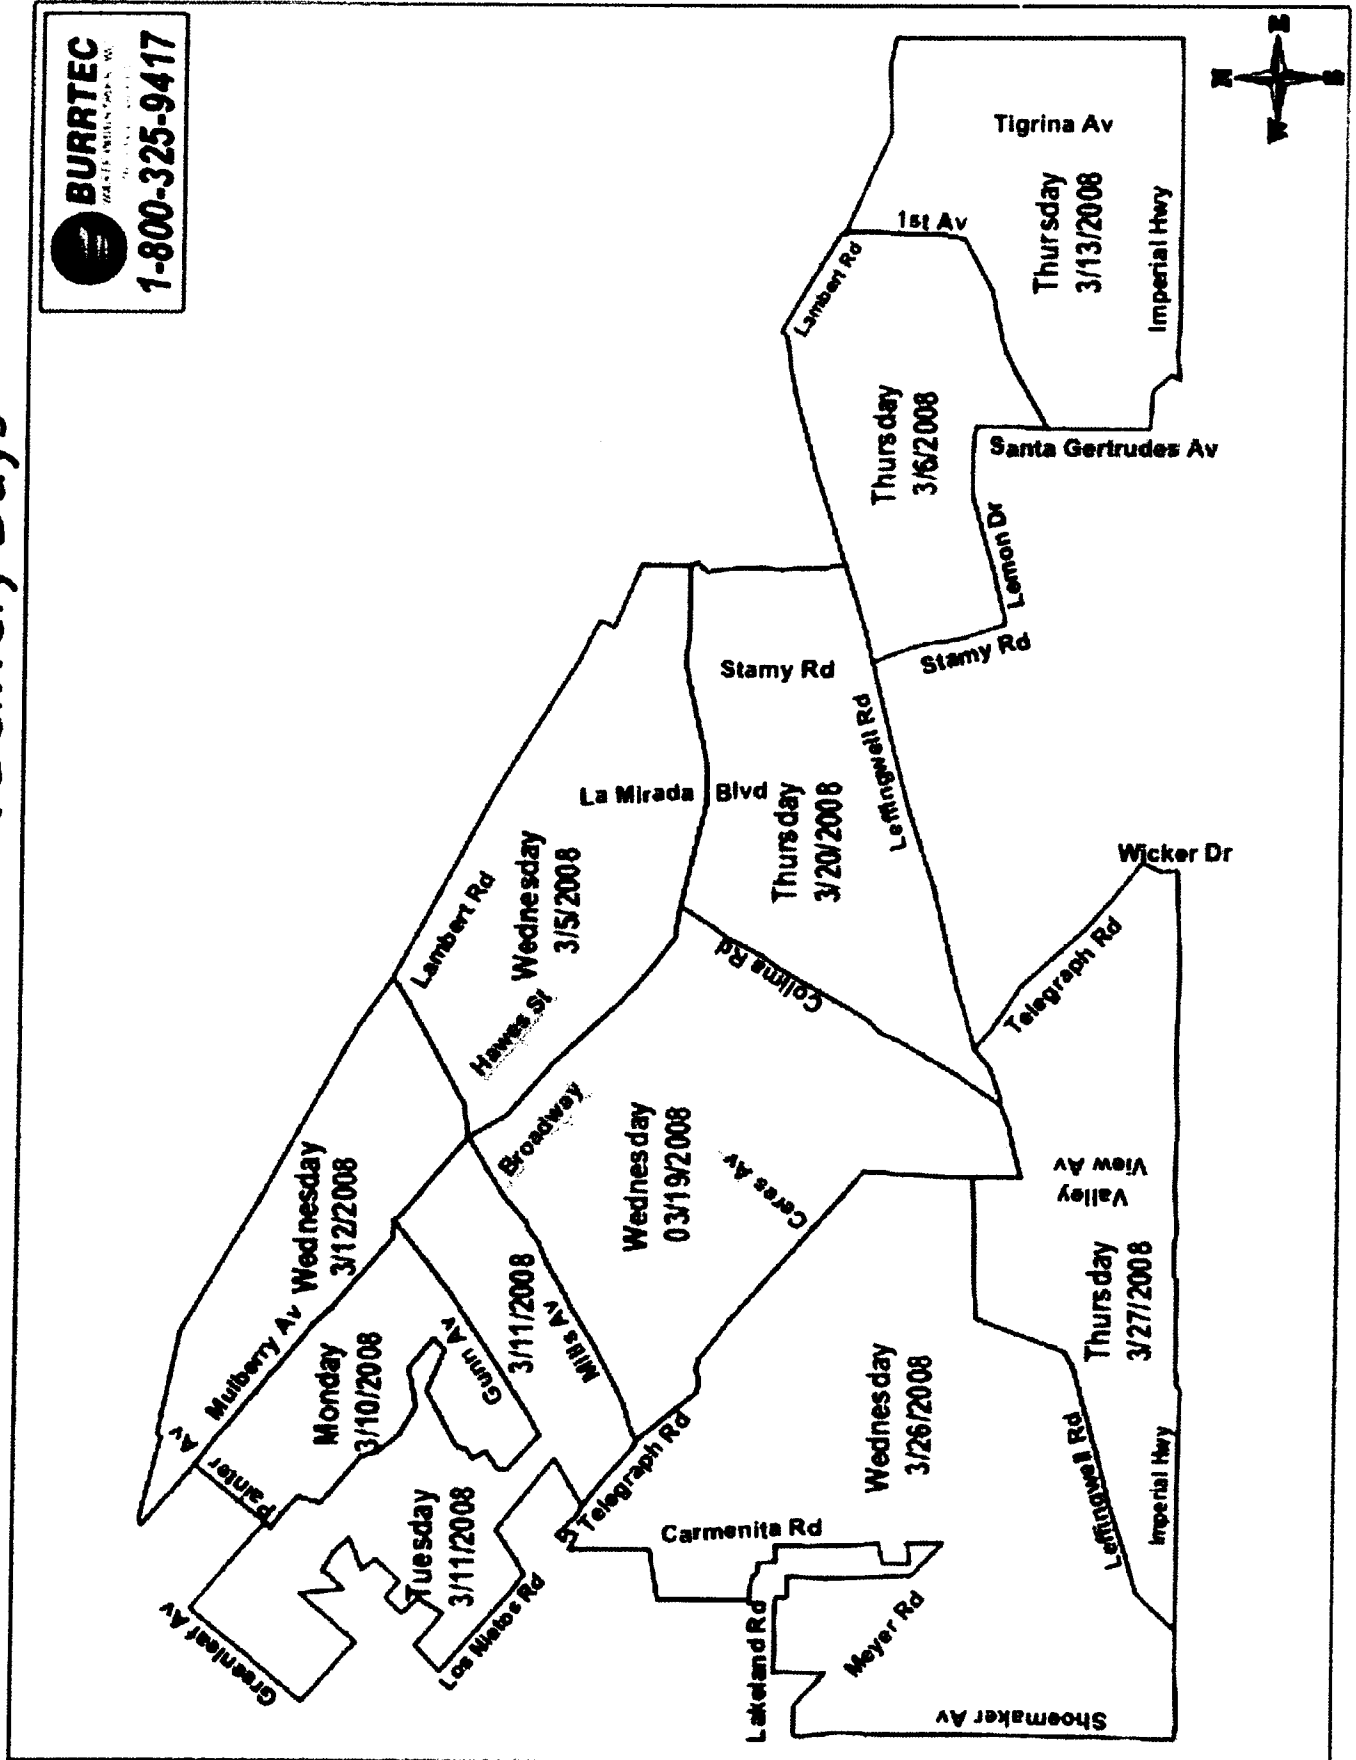 BURRTEC
1-800-325-9417
N
E
S
W
Tigrina Av
Thursday
3/13/2008
Imperial Hwy
1st Av
Lambert Rd
Thursday
3/6/2008
Santa Gertrudes Av
Lemon Dr
Stamy Rd
Stamy Rd
Leffingwell Rd
La Mirada Blvd
Thursday
3/20/2008
Wicker Dr
Telegraph Rd
Lambert Rd
Wednesday
3/5/2008
Hawes St
Colima Rd
Broadway
Wednesday
03/19/2008
Ceres Av
Valley
View Av
Wednesday
3/12/2008
Mulberry Av
Monday
3/10/2008
Gunn Av
3/11/2008
Mills Av
Painter Av
Greenleaf Av
Tuesday
3/11/2008
Los Nietos Rd
Telegraph Rd
Carmenita Rd
Wednesday
3/26/2008
Thursday
3/27/2008
Leffingwell Rd
Imperial Hwy
Lakeland Rd
Meyer Rd
Shoemaker Av